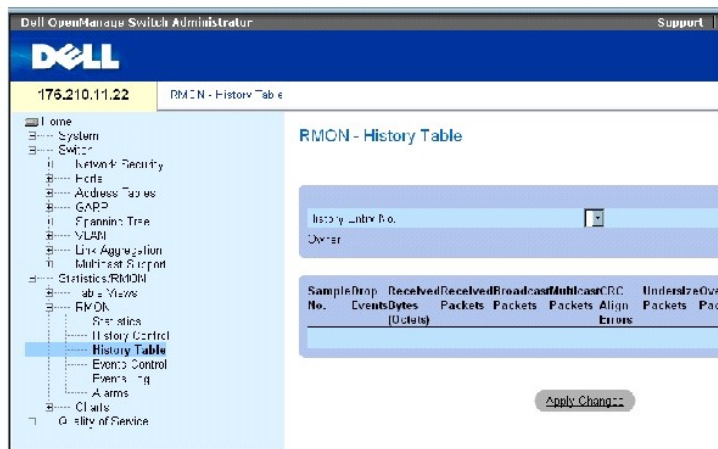 Dell OpenManage Switch Administrator Support
DELL
176.210.11.22 RMON - History Table
Home
System
Switch
Network Security
Ports
Address Tables
GARP
Spanning Tree
VLAN
Link Aggregation
Multicast Support
Statistics/RMON
Table Views
RMON
Statistics
History Control
History Table
Events Control
Events Log
Alarms
Charts
Quality of Service
RMON - History Table
History Entry No.
Owner
Sample Drop Received Received Broadcast Multicast CRC Undersize Ove
No. Events Bytes Packets Packets Packets Align Packets Pac
(Octets) Errors
Apply Changes